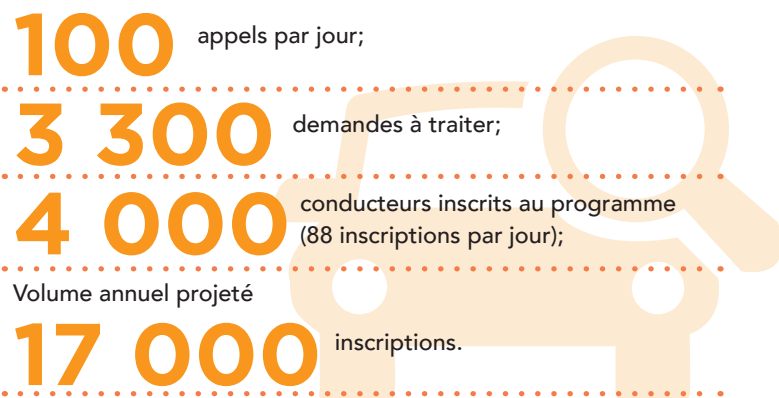 100 appels par jour;
3 300 demandes à traiter;
4 000 conducteurs inscrits au programme
(88 inscriptions par jour);
Volume annuel projeté
17 000 inscriptions.